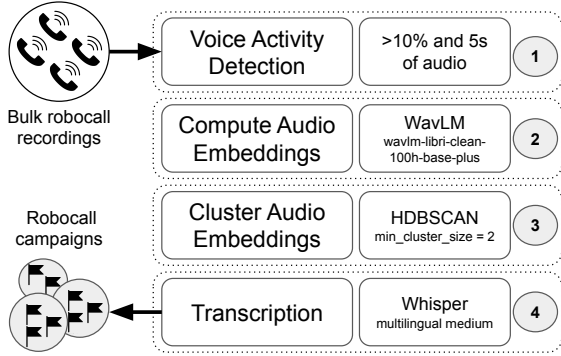 Bulk robocall
recordings
Voice Activity
Detection
>10% and 5s
of audio
1
Compute Audio
Embeddings
WavLM
wavlm-libri-clean-
100h-base-plus
2
Cluster Audio
Embeddings
HDBSCAN
min_cluster_size = 2
3
Robocall
campaigns
Transcription
Whisper
multilingual medium
4